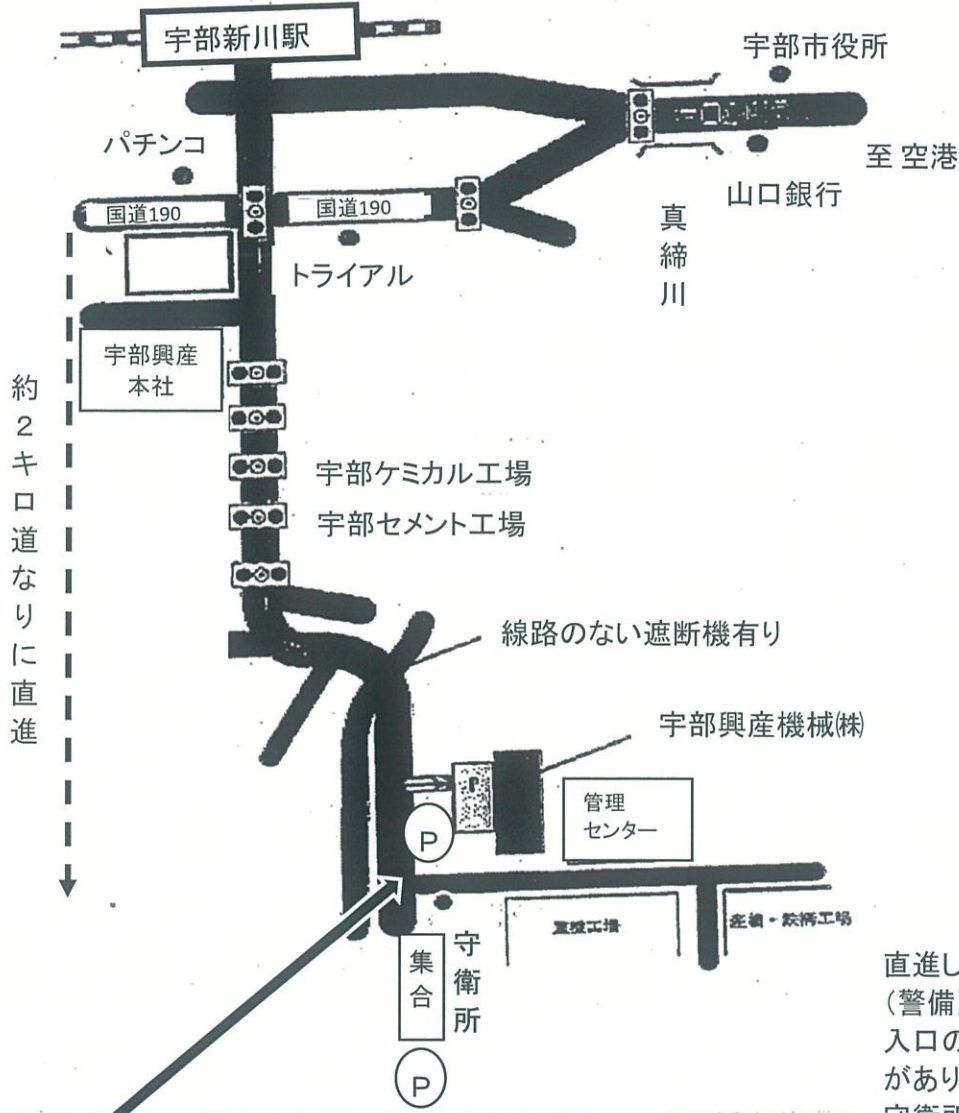 宇部新川駅
宇部市役所
パチンコ
至 空港
山口銀行
国道190
国道190
真締川
トライアル
宇部興産
本社
約2キロ道なりに直進
宇部ケミカル工場
宇部セメント工場
線路のない遮断機有り
宇部興産機械㈱
P
管理
センター
P
守衛所
集合
P
直進し
(警備
入口の
があり
守衛所